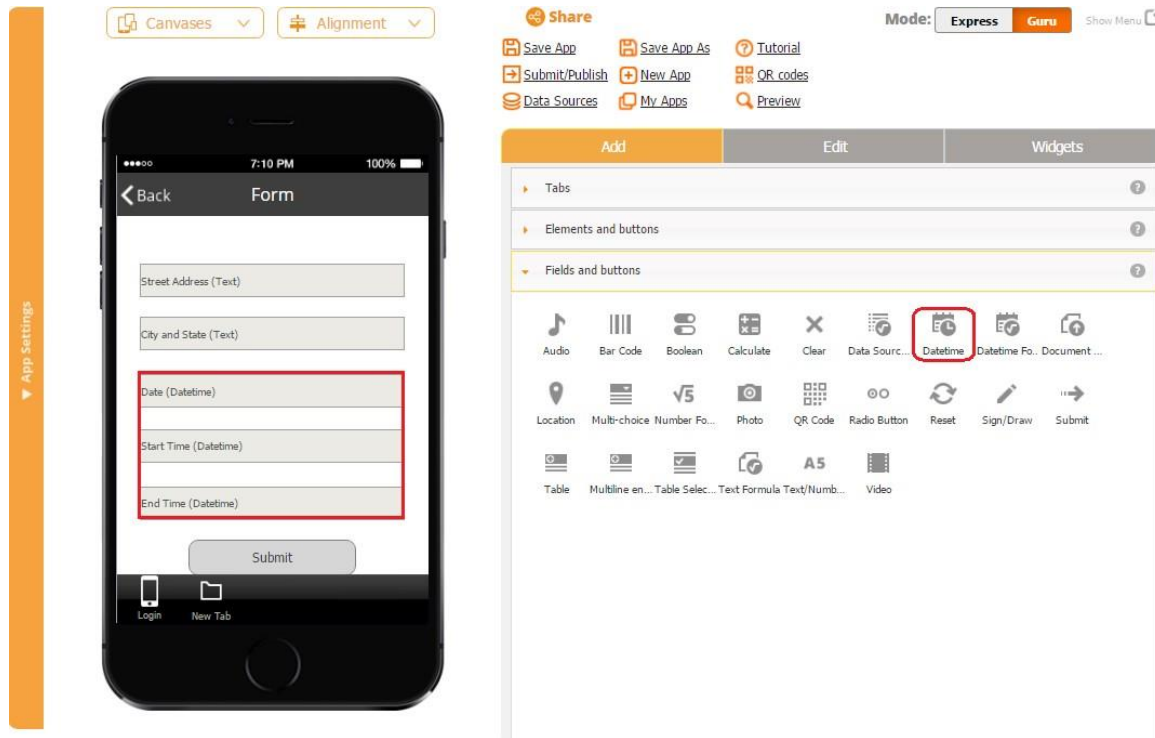 Canvases
Alignment
Share
Mode: Express Guru Show Menu
Save App
Save App As
Tutorial
Submit/Publish
New App
QR codes
Data Sources
My Apps
Preview
App Settings
7:10 PM
100%
Back
Form
Street Address (Text)
City and State (Text)
Date (Datetime)
Start Time (Datetime)
End Time (Datetime)
Submit
Login
New Tab
Add
Edit
Widgets
Tabs
Elements and buttons
Fields and buttons
Audio
Bar Code
Boolean
Calculate
Clear
Data Sourc...
Datetime
Datetime Fo..
Document ...
Location
Multi-choice
√5
Number Fo...
Photo
QR Code
Radio Button
Reset
Sign/Draw
Submit
Table
Multiline en...
Table Selec...
Text Formula
A5
Text/Numb...
Video